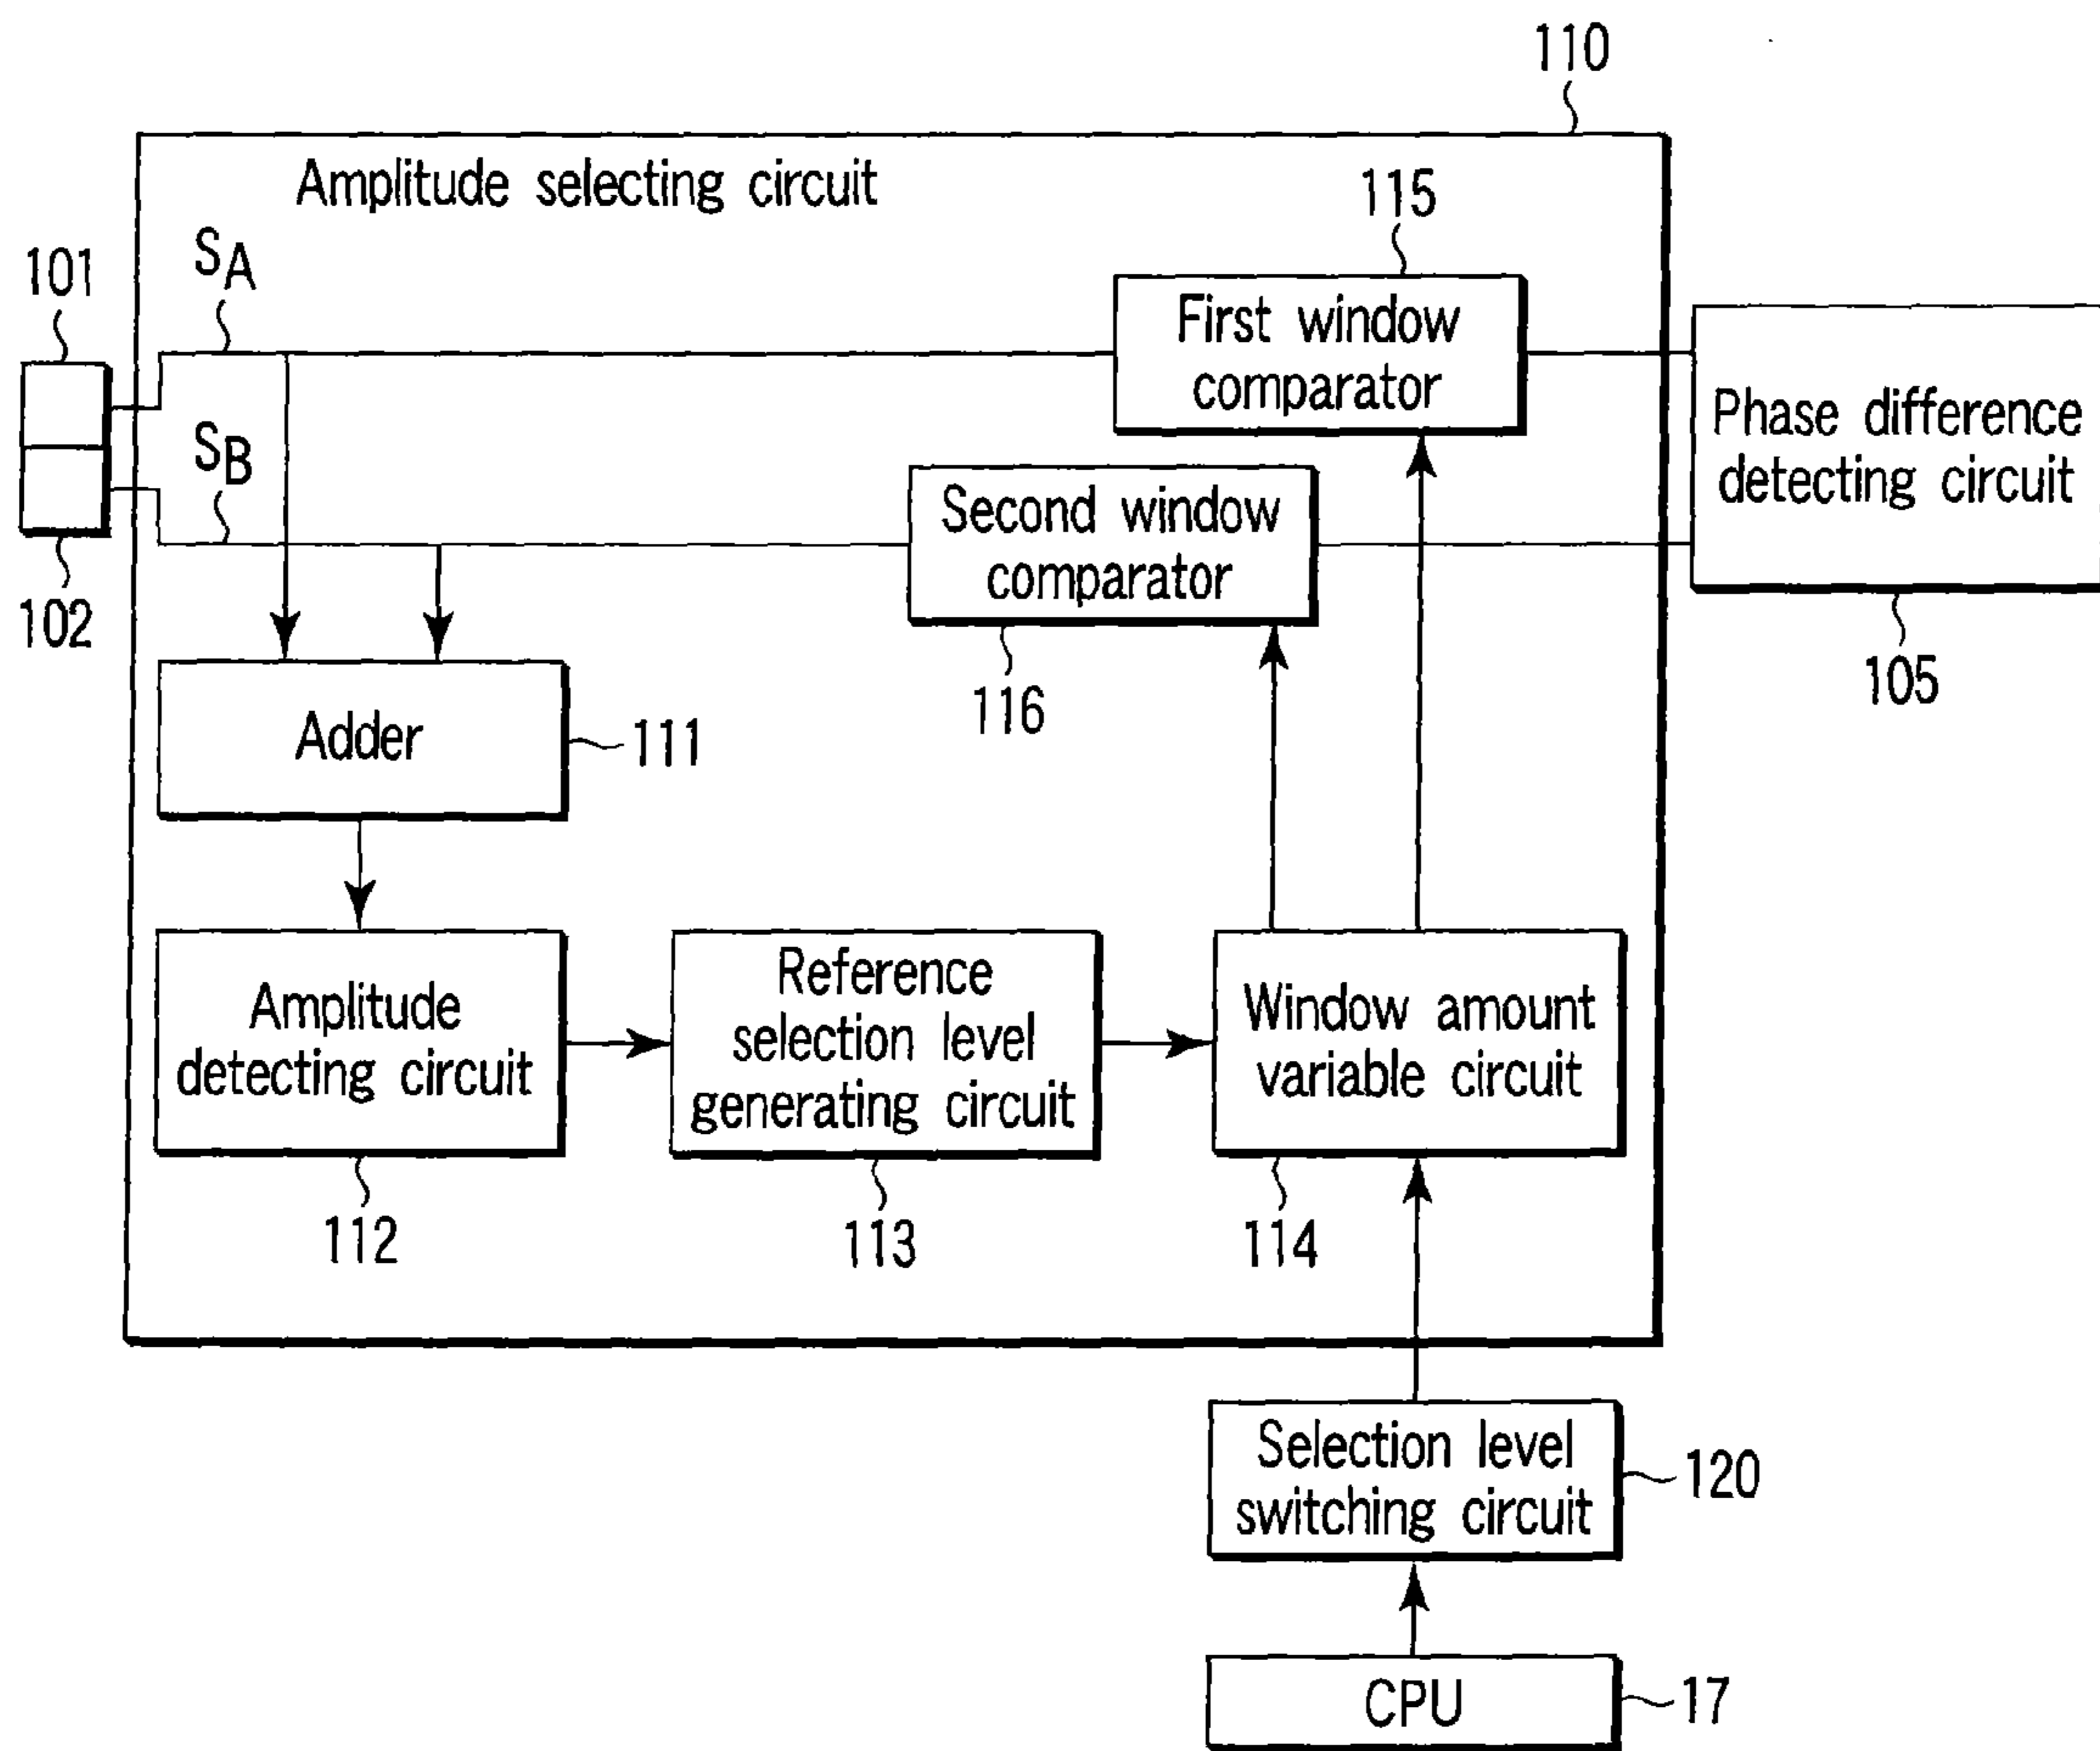 110
Amplitude selecting circuit
115
SA
101
First window
comparator
Phase difference
detecting circuit
SB
Second window
comparator
102
105
116
Adder
111
Amplitude
detecting circuit
Reference
selection level
generating circuit
Window amount
variable circuit
112
113
114
Selection level
switching circuit
120
CPU
17